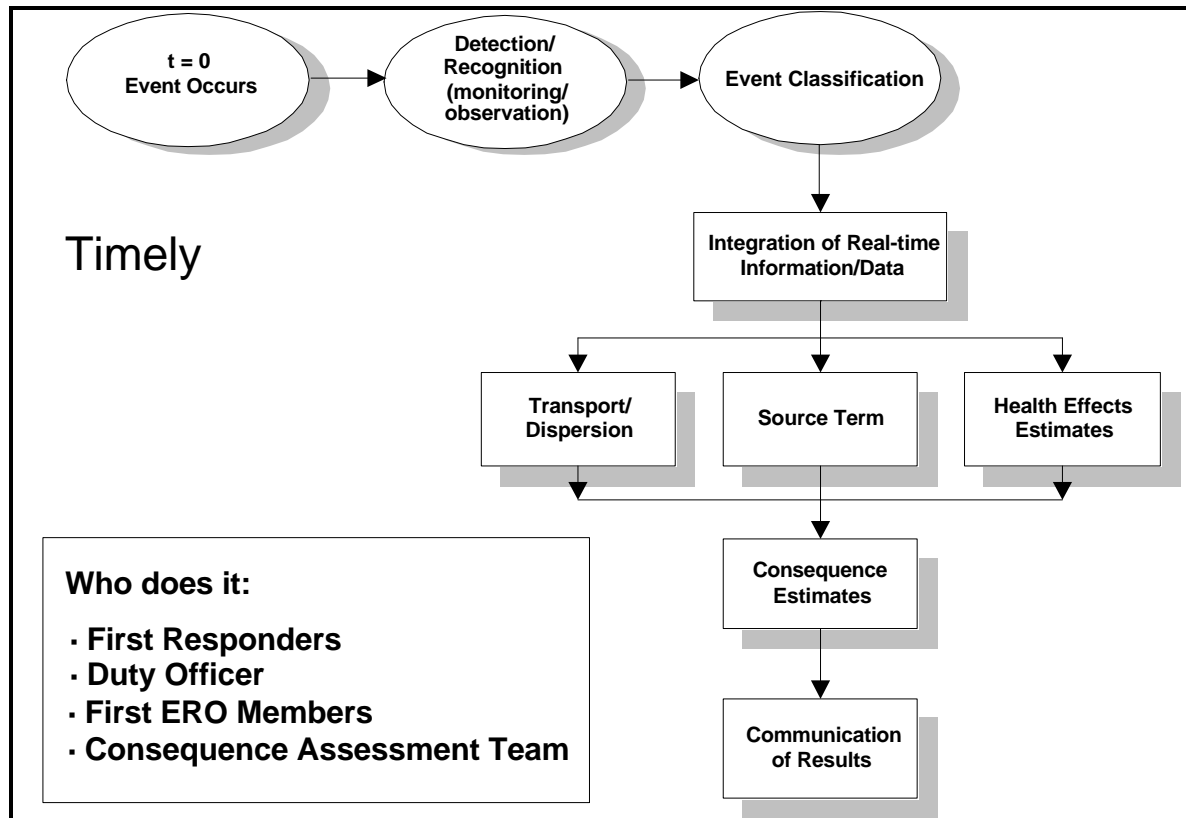 t = 0
Event Occurs
Detection/
Recognition
(monitoring/
observation)
Event Classification
Timely
Integration of Real-time
Information/Data
Transport/
Dispersion
Source Term
Health Effects
Estimates
Consequence
Estimates
Communication
of Results
Who does it:
· First Responders
· Duty Officer
· First ERO Members
· Consequence Assessment Team